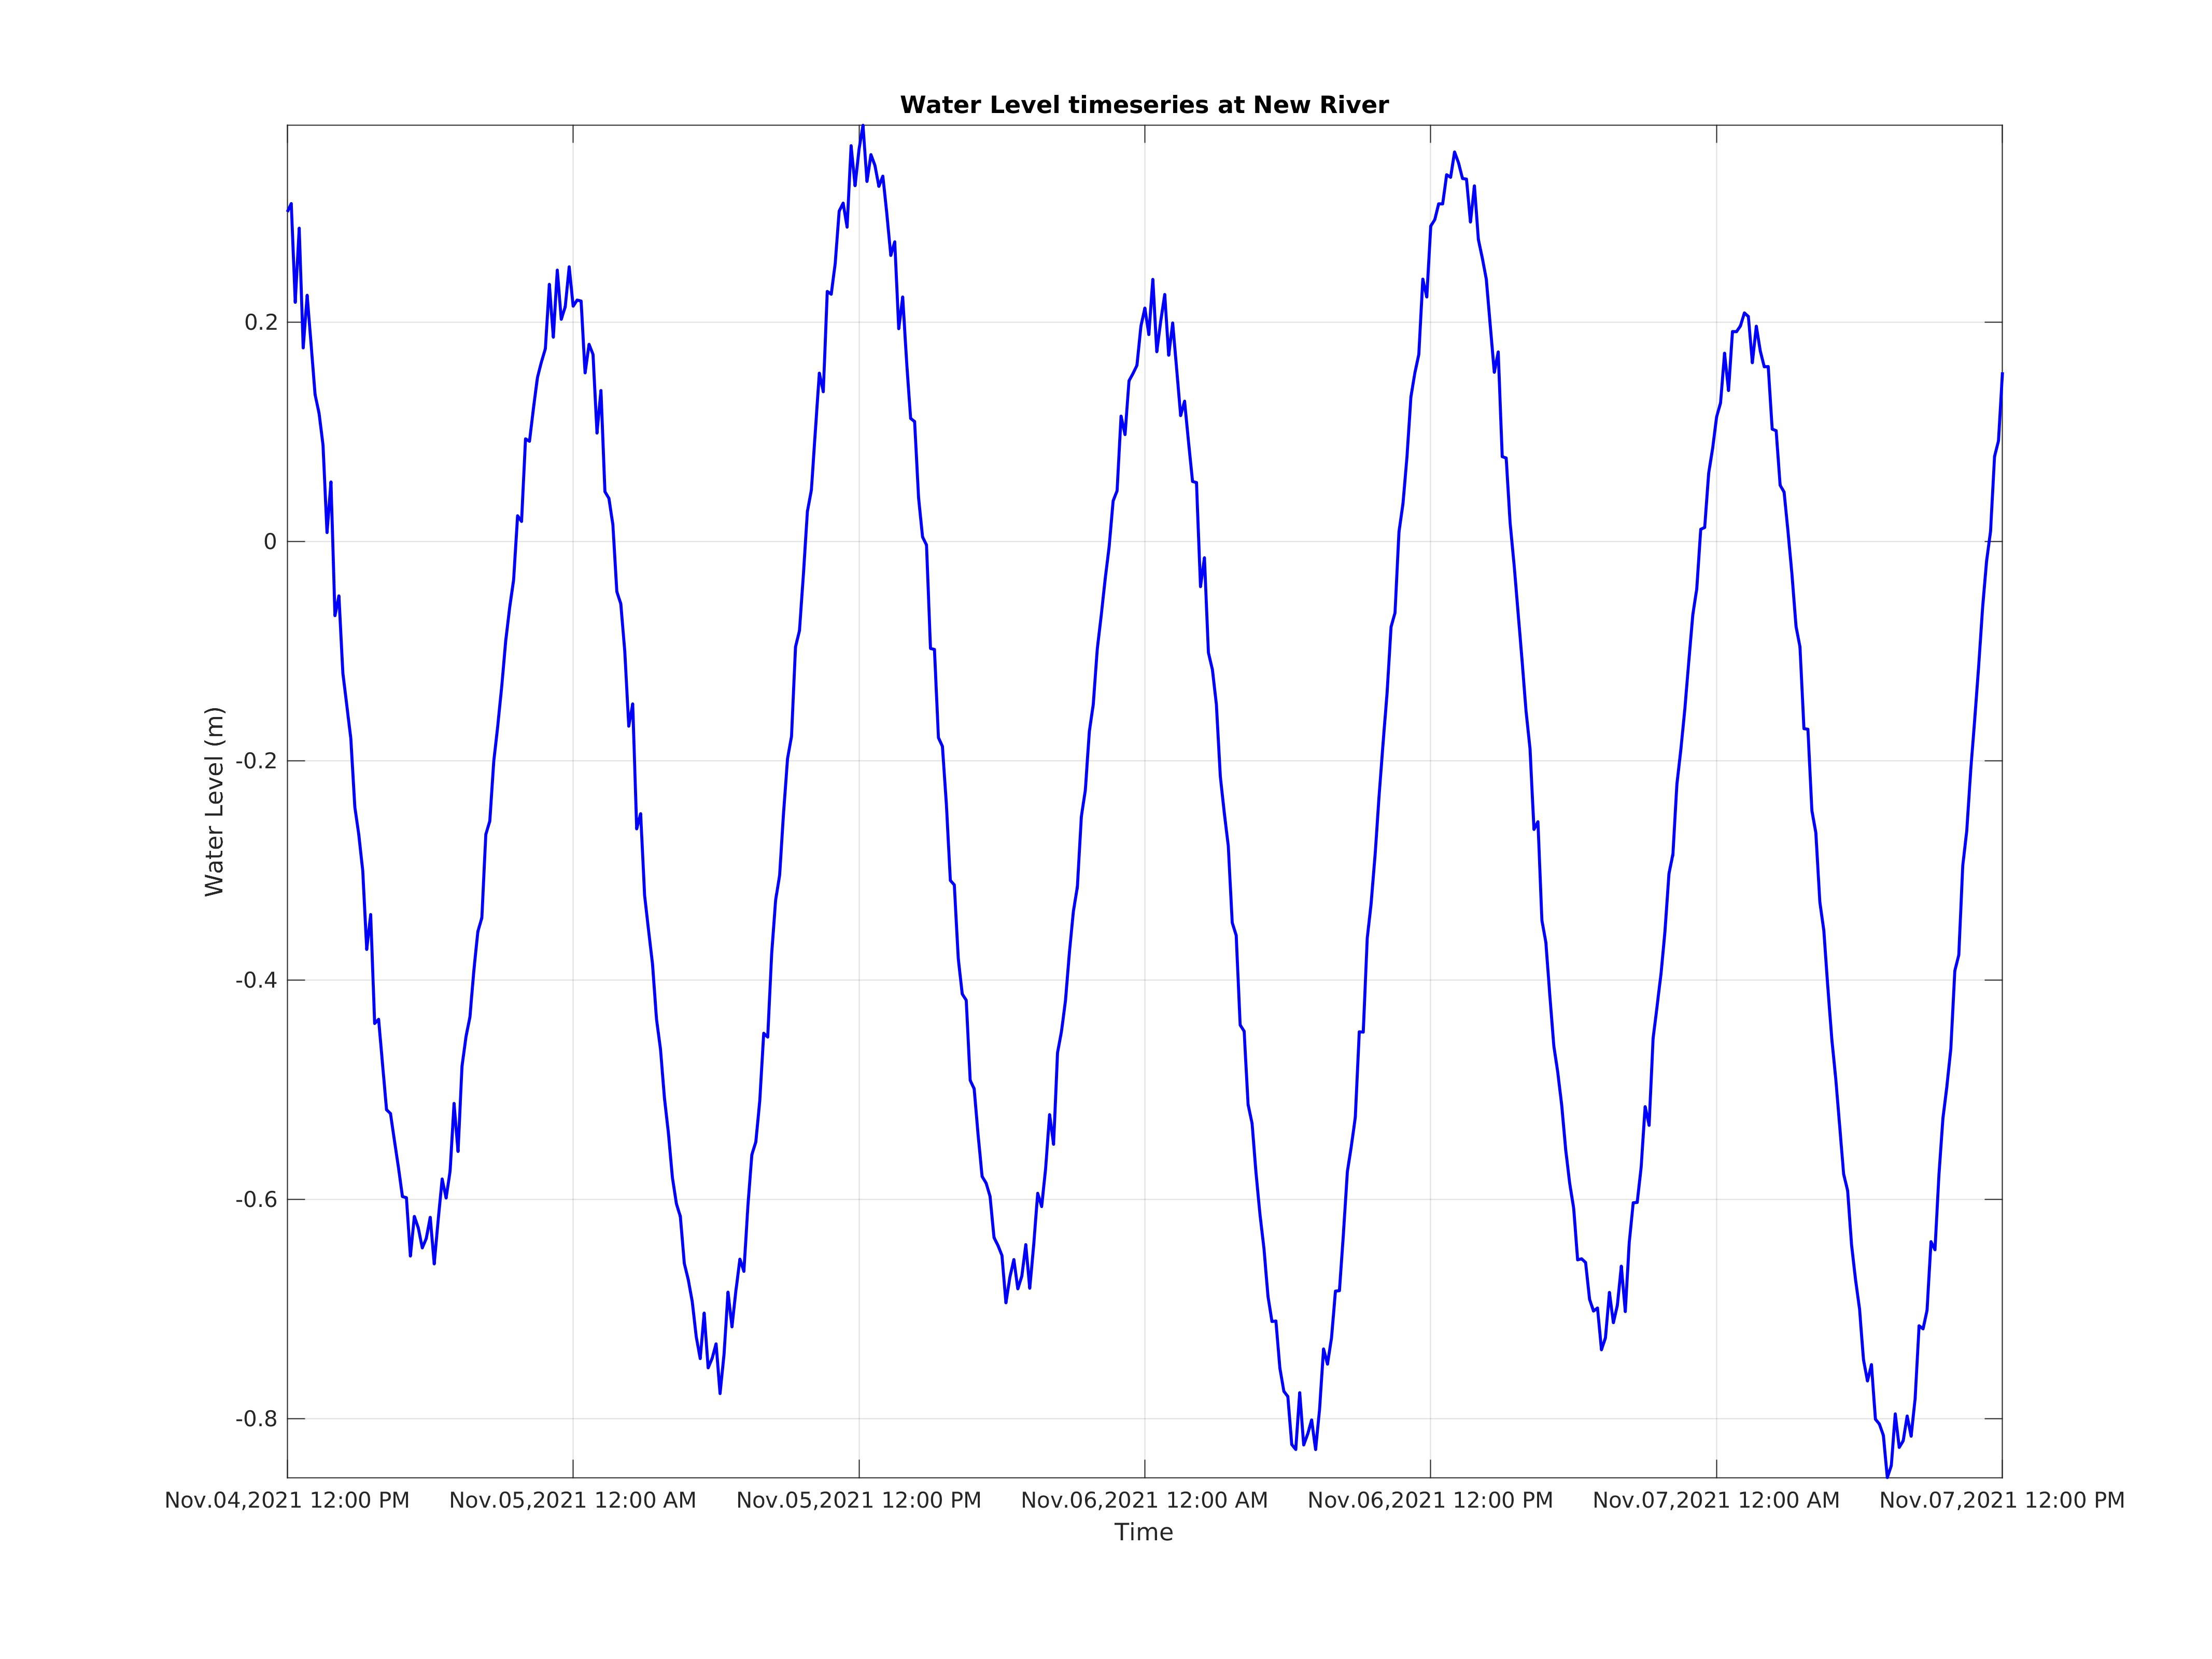 Water Level timeseries at New River
0.2
0
-0.2
-0.4
-0.6
-0.8
Water Level (m)
Nov.04,2021 12:00 PM Nov.05,2021 12:00 AM Nov.05,2021 12:00 PM Nov.06,2021 12:00 AM Nov.06,2021 12:00 PM Nov.07,2021 12:00 AM Nov.07,2021 12:00 PM
Time